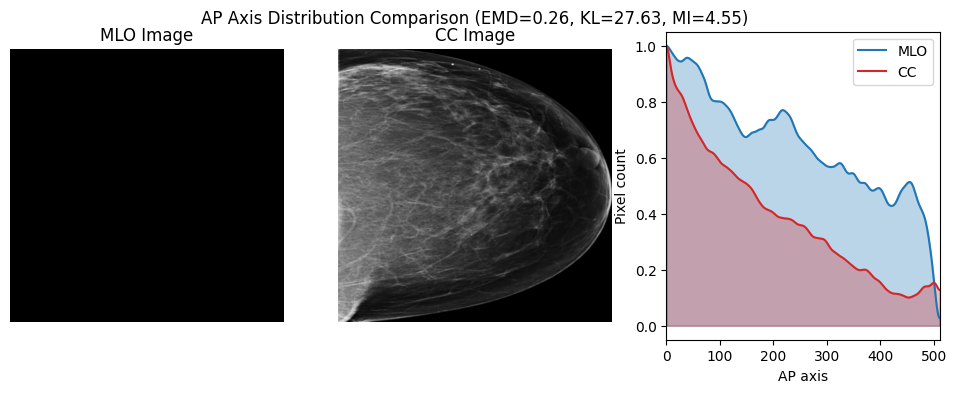 AP Axis Distribution Comparison (EMD=0.26, KL=27.63, MI=4.55)
MLO Image
CC Image
MLO
CC
Pixel count
1.0
0.8
0.6
0.4
0.2
0.0
0 100 200 300 400 500
AP axis